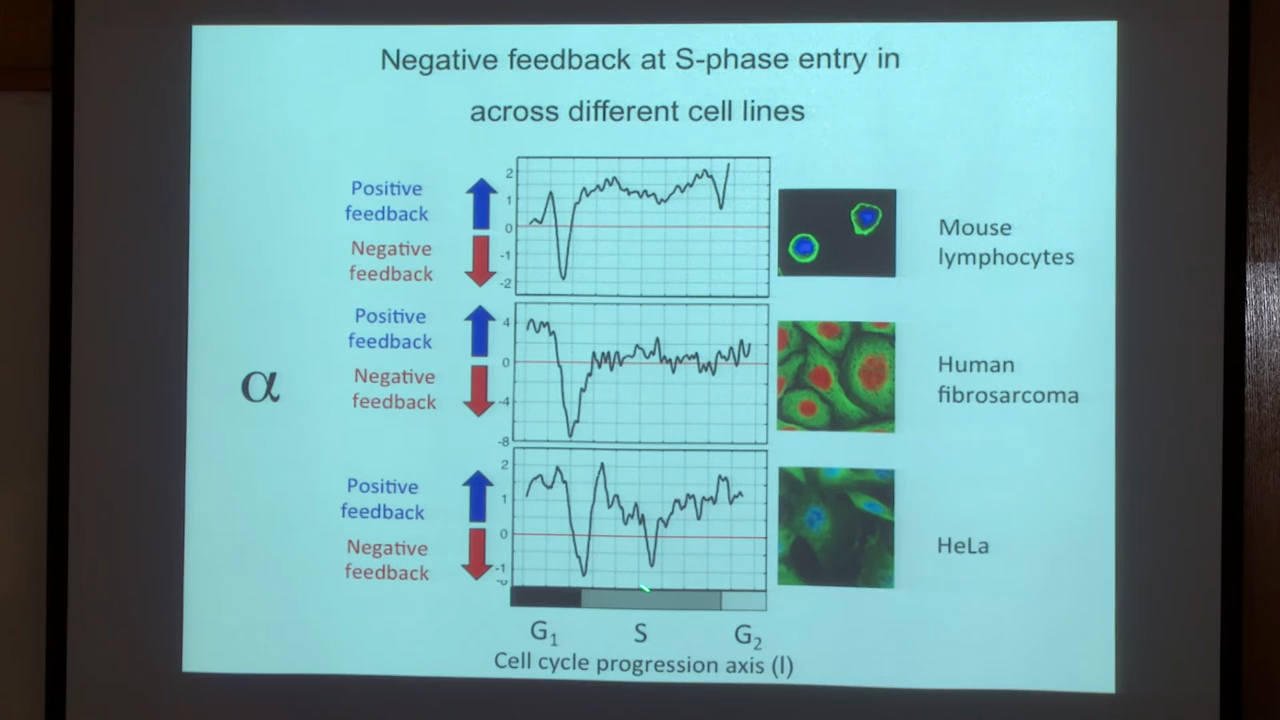 Negative feedback at S-phase entry in
across different cell lines
Positive
feedback
Negative
feedback
2
1
0
-1
-2
Mouse
lymphocytes
α
Positive
feedback
Negative
feedback
4
0
-4
-8
Human
fibrosarcoma
Positive
feedback
Negative
feedback
2
1
0
-1
HeLa
G₁ S G₂
Cell cycle progression axis (l)